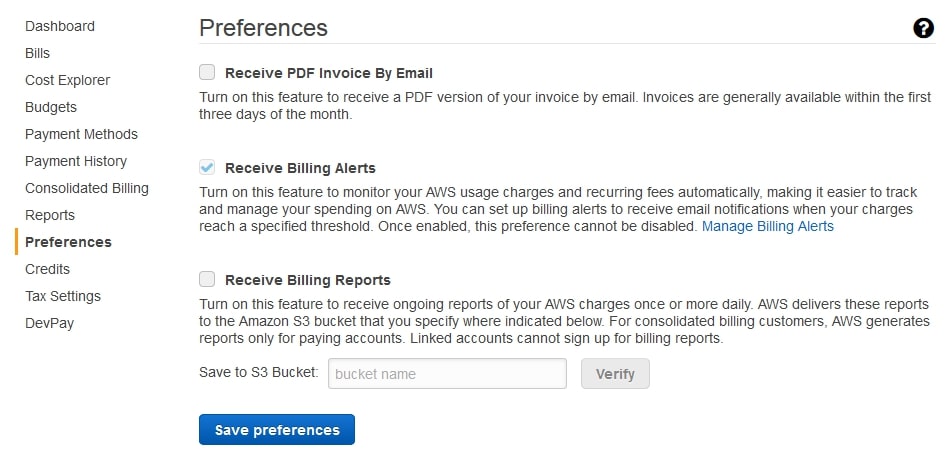 Dashboard
Bills
Cost Explorer
Budgets
Payment Methods
Payment History
Consolidated Billing
Reports
Preferences
Credits
Tax Settings
DevPay
Preferences
?
Receive PDF Invoice By Email
Turn on this feature to receive a PDF version of your invoice by email. Invoices are generally available within the first
three days of the month.
Receive Billing Alerts
Turn on this feature to monitor your AWS usage charges and recurring fees automatically, making it easier to track
and manage your spending on AWS. You can set up billing alerts to receive email notifications when your charges
reach a specified threshold. Once enabled, this preference cannot be disabled. Manage Billing Alerts
Receive Billing Reports
Turn on this feature to receive ongoing reports of your AWS charges once or more daily. AWS delivers these reports
to the Amazon S3 bucket that you specify where indicated below. For consolidated billing customers, AWS generates
reports only for paying accounts. Linked accounts cannot sign up for billing reports.
Save to S3 Bucket: bucket name Verify
Save preferences